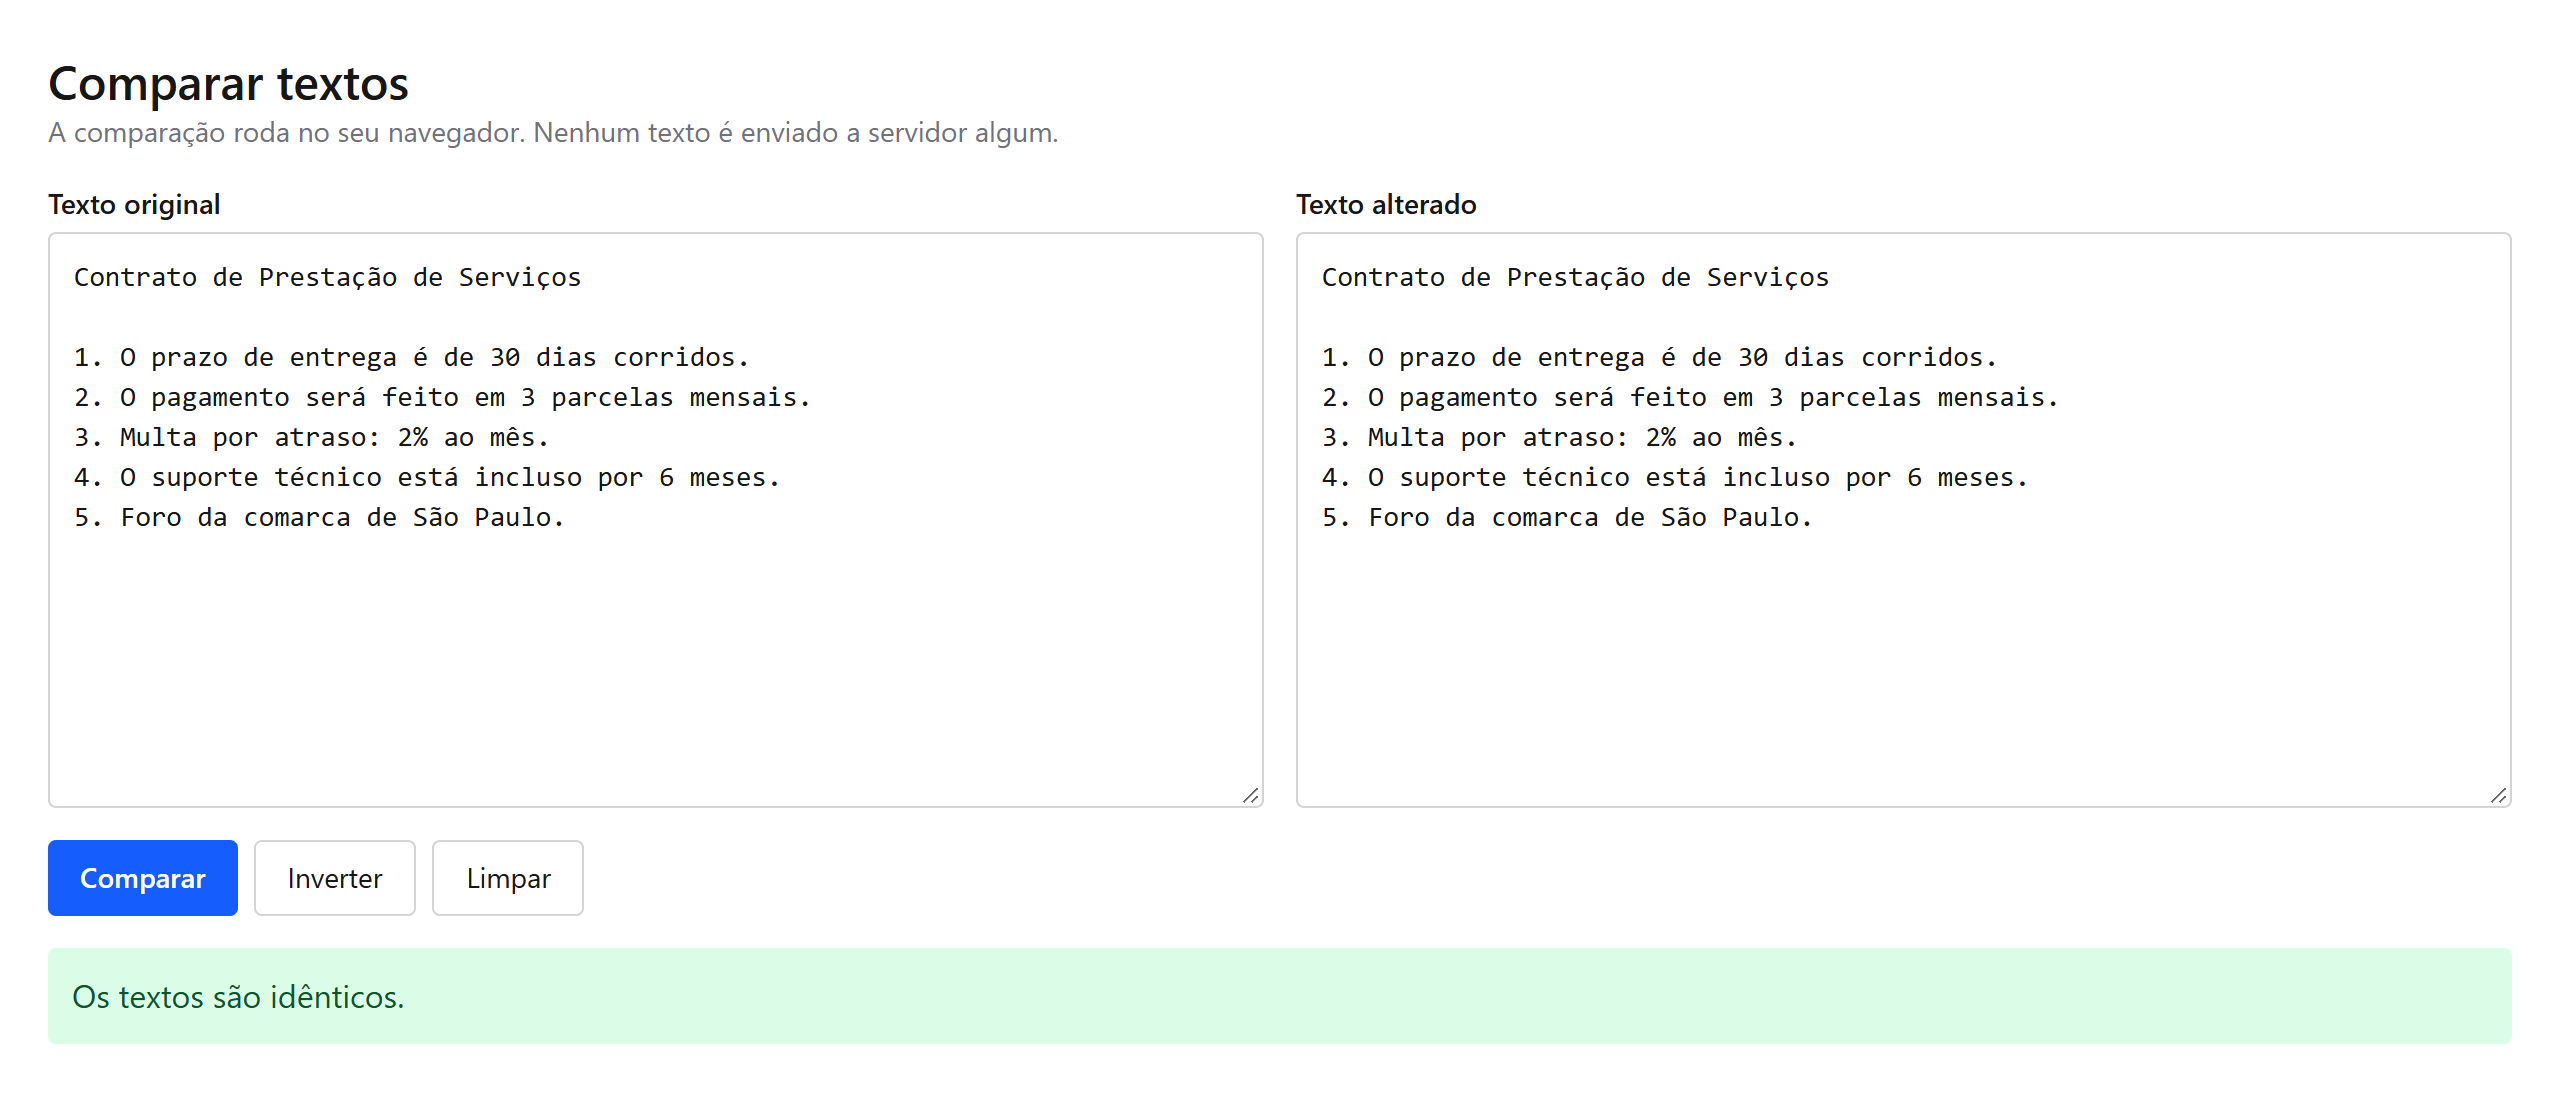 Comparar textos
A comparação roda no seu navegador. Nenhum texto é enviado a servidor algum.
Texto original
Contrato de Prestação de Serviços
1. O prazo de entrega é de 30 dias corridos.
2. O pagamento será feito em 3 parcelas mensais.
3. Multa por atraso: 2% ao mês.
4. O suporte técnico está incluso por 6 meses.
5. Foro da comarca de São Paulo.
Texto alterado
Contrato de Prestação de Serviços
1. O prazo de entrega é de 30 dias corridos.
2. O pagamento será feito em 3 parcelas mensais.
3. Multa por atraso: 2% ao mês.
4. O suporte técnico está incluso por 6 meses.
5. Foro da comarca de São Paulo.
Comparar
Inverter
Limpar
Os textos são idênticos.